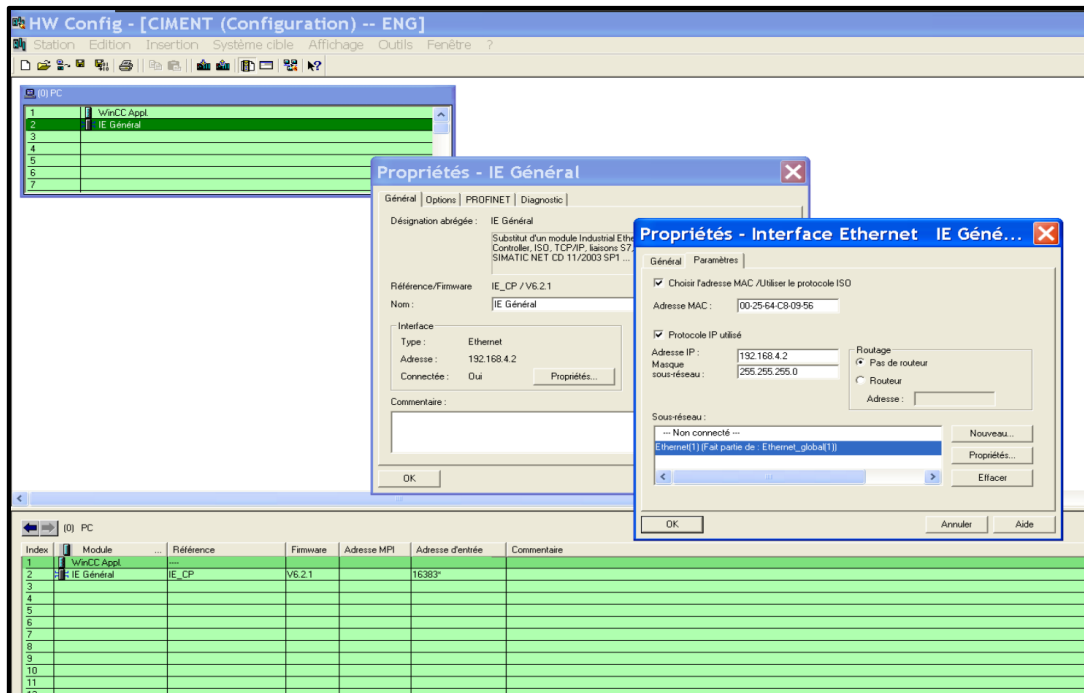 HW Config - [CIMENT (Configuration) -- ENG]
Station Edition Insertion Système cible Affichage Outils Fenêtre ?
(0) PC
1 WinCC Appl.
2 IE Général
3
4
5
6
7
Propriétés - IE Général
Général Options PROFINET Diagnostic
Désignation abrégée : IE Général
Substitut d'un module Industrial Ethe
Controller, ISO, TCP/IP, liaisons S7,
SIMATIC NET CD 11/2003 SP1 ...
Référence/Firmware IE_CP / V6.2.1
Nom : IE Général
Interface
Type : Ethernet
Adresse : 192.168.4.2
Connectée : Oui Propriétés...
Commentaire :
OK
Propriétés - Interface Ethernet IE Géné...
Général Paramètres
Choisir l'adresse MAC /Utiliser le protocole ISO
Adresse MAC : 00-25-64-C8-09-56
Protocole IP utilisé
Adresse IP : 192.168.4.2
Masque
sous-réseau : 255.255.255.0
Routage
Pas de routeur
Routeur
Adresse :
Sous-réseau :
--- Non connecté ---
Ethernet(1) (Fait partie de : Ethernet_global(1))
Nouveau...
Propriétés...
Effacer
OK Annuler Aide
(0) PC
Index Module ... Référence Firmware Adresse MPI Adresse d'entrée Commentaire
1 WinCC Appl. ----
2 IE Général IE_CP V6.2.1 16383*
3
4
5
6
7
8
9
10
11